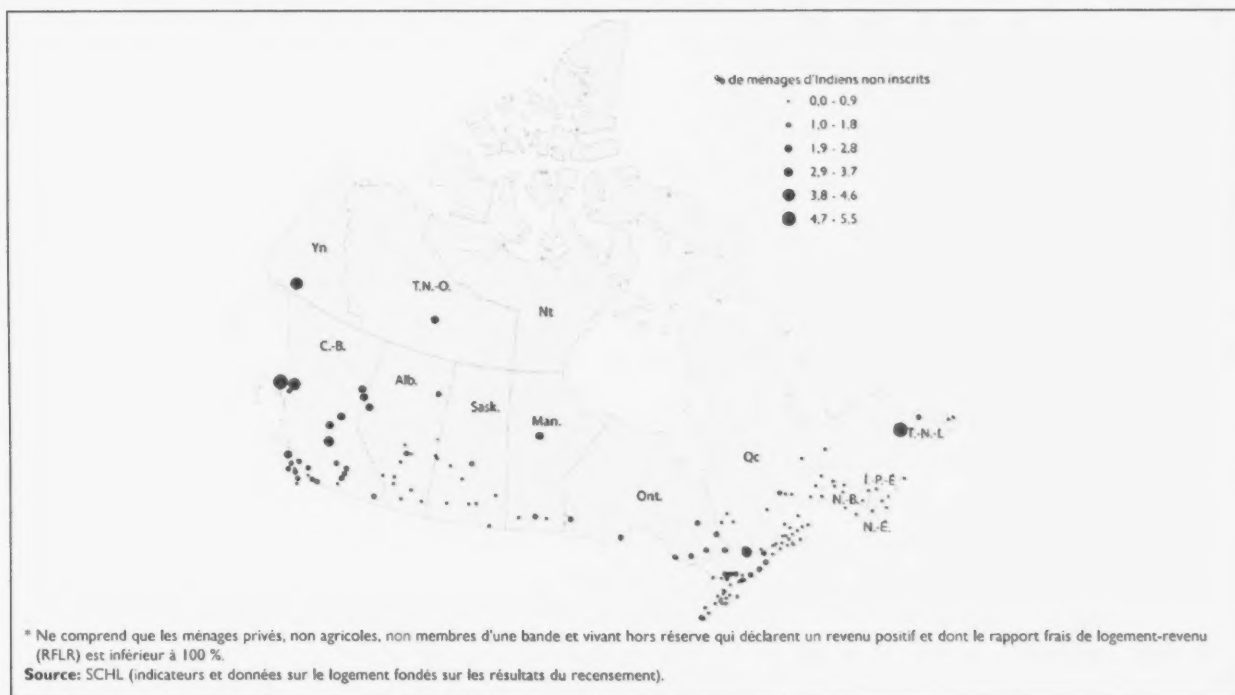 % de ménages d'Indiens non inscrits
0,0 - 0,9
1,0 - 1,8
1,9 - 2,8
2,9 - 3,7
3,8 - 4,6
4,7 - 5,5
Yn
T.N.-O.
Nt
C.-B.
Alb.
Sask.
Man.
Ont.
Qc
T.-N.-L
Î.-P.-É
N.-B.
N.-É.
* Ne comprend que les ménages privés, non agricoles, non membres d'une bande et vivant hors réserve qui déclarent un revenu positif et dont le rapport frais de logement-revenu
(RFLR) est inférieur à 100 %.
Source: SCHL (indicateurs et données sur le logement fondés sur les résultats du recensement).